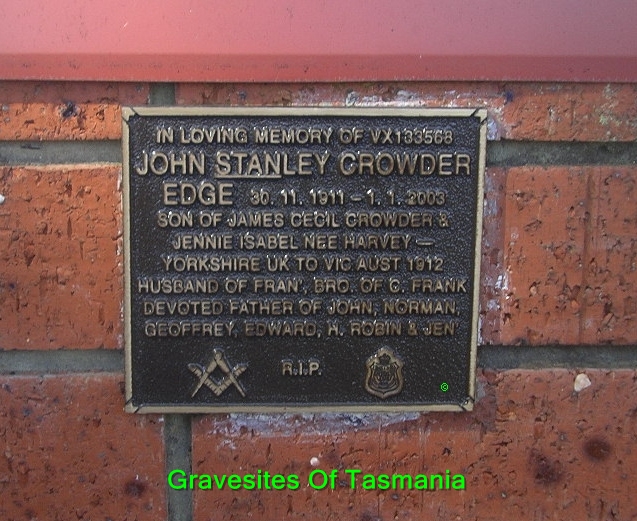 IN LOVING MEMORY OF VX133568
JOHN STANLEY CROWDER
EDGE 30. 11. 1911 – 1. 1. 2003
SON OF JAMES CECIL CROWDER &
JENNIE ISABEL NEE HARVEY —
YORKSHIRE UK TO VIC AUST 1912
HUSBAND OF FRAN', BRO. OF C. FRANK
DEVOTED FATHER OF JOHN, NORMAN,
GEOFFREY, EDWARD, H. ROBIN & JEN'
R.I.P.
©
Gravesites Of Tasmania